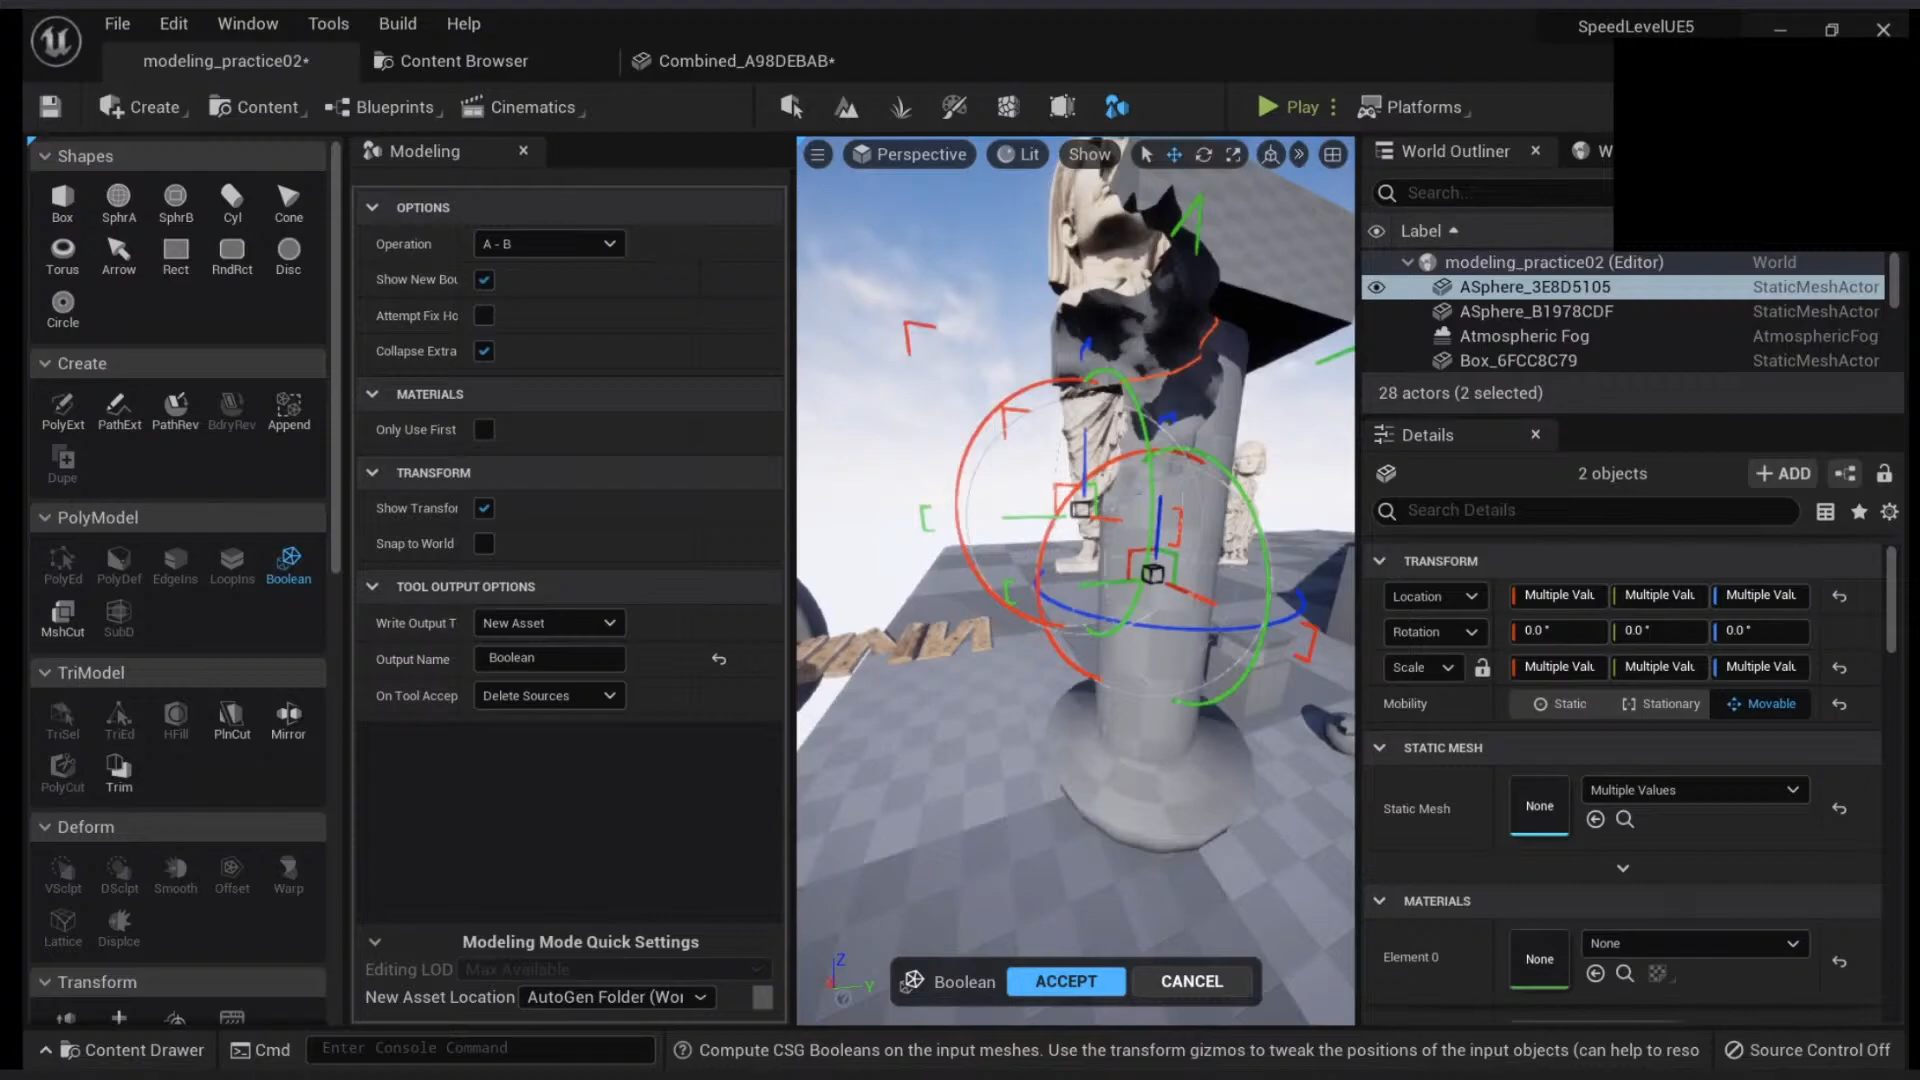 File Edit Window Tools Build Help
SpeedLevelUE5
modeling_practice02*
Content Browser
Combined_A98DEBAB*
Create
Content
Blueprints
Cinematics
Play
Platforms
Shapes
Box SphrA SphrB Cyl Cone
Torus Arrow Rect RndRct Disc
Circle
Create
PolyExt PathExt PathRev BdryRev Append
Dupe
PolyModel
PolyEd PolyDef EdgeIns LoopIns Boolean
MshCut SubD
TriModel
TriSel TriEd HFill PlnCut Mirror
PolyCut Trim
Deform
VSclpt DSclpt Smooth Offset Warp
Lattice Displce
Transform
Modeling
OPTIONS
Operation A - B
Show New Bou
Attempt Fix Ho
Collapse Extra
MATERIALS
Only Use First
TRANSFORM
Show Transfor
Snap to World
TOOL OUTPUT OPTIONS
Write Output T New Asset
Output Name Boolean
On Tool Accep Delete Sources
Modeling Mode Quick Settings
Editing LOD Max Available
New Asset Location AutoGen Folder (Wor
Perspective Lit Show
Z
Y
Boolean ACCEPT CANCEL
World Outliner
W
Search...
Label
modeling_practice02 (Editor) World
ASphere_3E8D5105 StaticMeshActor
ASphere_B1978CDF StaticMeshActor
Atmospheric Fog AtmosphericFog
Box_6FCC8C79 StaticMeshActor
28 actors (2 selected)
Details
2 objects
ADD
Search Details
TRANSFORM
Location Multiple Valu Multiple Valu Multiple Valu
Rotation 0.0 ° 0.0 ° 0.0 °
Scale Multiple Valu Multiple Valu Multiple Valu
Mobility Static Stationary Movable
STATIC MESH
Static Mesh None Multiple Values
MATERIALS
Element 0 None None
Content Drawer
Cmd
Enter Console Command
Compute CSG Booleans on the input meshes. Use the transform gizmos to tweak the positions of the input objects (can help to reso
Source Control Off